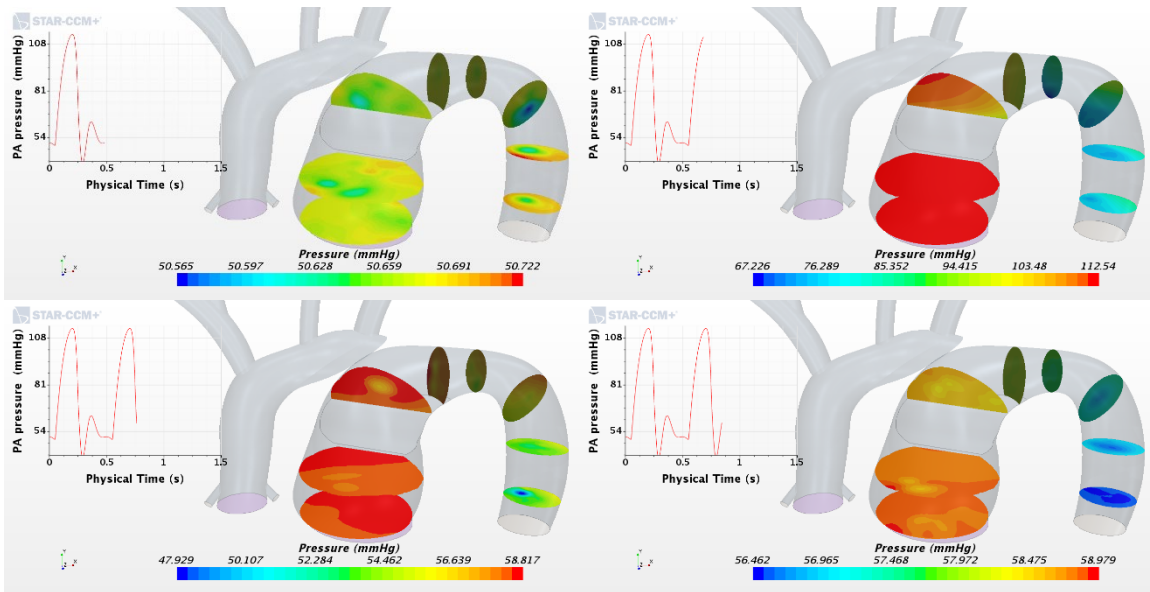 STAR-CCM+
PA pressure (mmHg)
108
81
54
0
0.5
1
1.5
Physical Time (s)
Pressure (mmHg)
50.565 50.597 50.628 50.659 50.691 50.722
STAR-CCM+
PA pressure (mmHg)
108
81
54
0
0.5
1
1.5
Physical Time (s)
Pressure (mmHg)
67.226 76.289 85.352 94.415 103.48 112.54
STAR-CCM+
PA pressure (mmHg)
108
81
54
0
0.5
1
1.5
Physical Time (s)
Pressure (mmHg)
47.929 50.107 52.284 54.462 56.639 58.817
STAR-CCM+
PA pressure (mmHg)
108
81
54
0
0.5
1
1.5
Physical Time (s)
Pressure (mmHg)
56.462 56.965 57.468 57.972 58.475 58.979